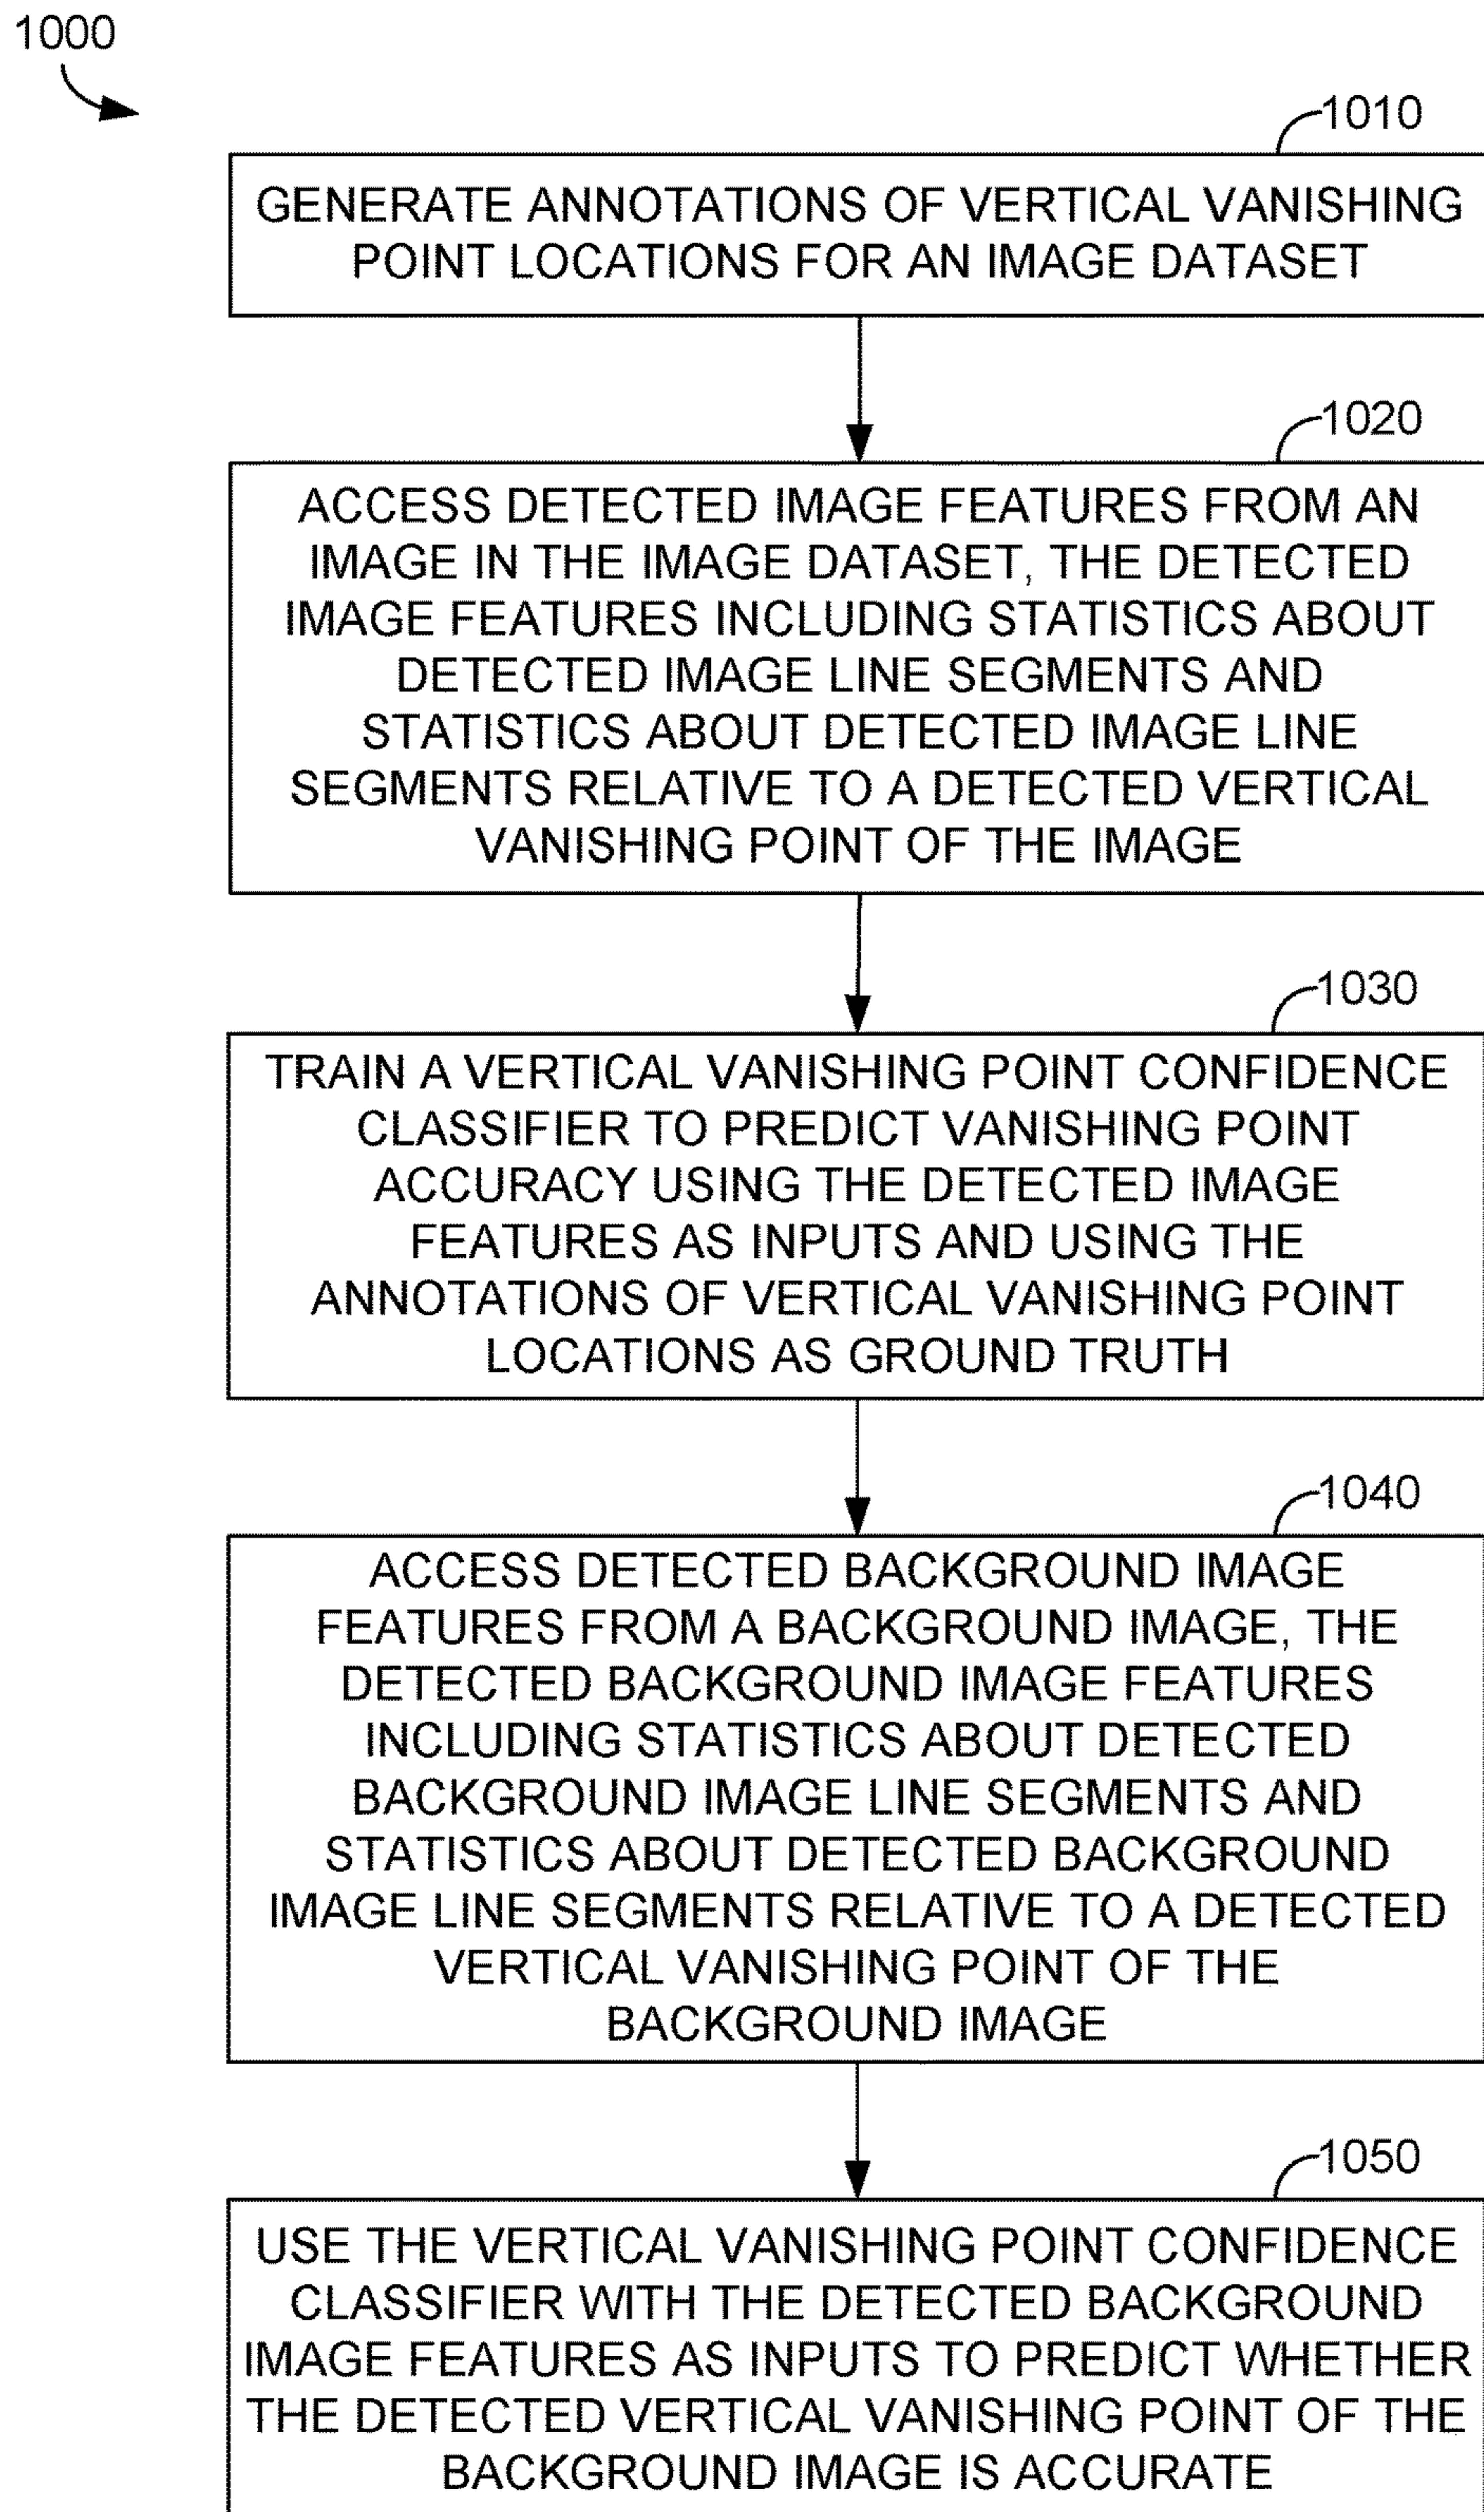 1000
1010
GENERATE ANNOTATIONS OF VERTICAL VANISHING
POINT LOCATIONS FOR AN IMAGE DATASET
1020
ACCESS DETECTED IMAGE FEATURES FROM AN
IMAGE IN THE IMAGE DATASET, THE DETECTED
IMAGE FEATURES INCLUDING STATISTICS ABOUT
DETECTED IMAGE LINE SEGMENTS AND
STATISTICS ABOUT DETECTED IMAGE LINE
SEGMENTS RELATIVE TO A DETECTED VERTICAL
VANISHING POINT OF THE IMAGE
1030
TRAIN A VERTICAL VANISHING POINT CONFIDENCE
CLASSIFIER TO PREDICT VANISHING POINT
ACCURACY USING THE DETECTED IMAGE
FEATURES AS INPUTS AND USING THE
ANNOTATIONS OF VERTICAL VANISHING POINT
LOCATIONS AS GROUND TRUTH
1040
ACCESS DETECTED BACKGROUND IMAGE
FEATURES FROM A BACKGROUND IMAGE, THE
DETECTED BACKGROUND IMAGE FEATURES
INCLUDING STATISTICS ABOUT DETECTED
BACKGROUND IMAGE LINE SEGMENTS AND
STATISTICS ABOUT DETECTED BACKGROUND
IMAGE LINE SEGMENTS RELATIVE TO A DETECTED
VERTICAL VANISHING POINT OF THE
BACKGROUND IMAGE
1050
USE THE VERTICAL VANISHING POINT CONFIDENCE
CLASSIFIER WITH THE DETECTED BACKGROUND
IMAGE FEATURES AS INPUTS TO PREDICT WHETHER
THE DETECTED VERTICAL VANISHING POINT OF THE
BACKGROUND IMAGE IS ACCURATE